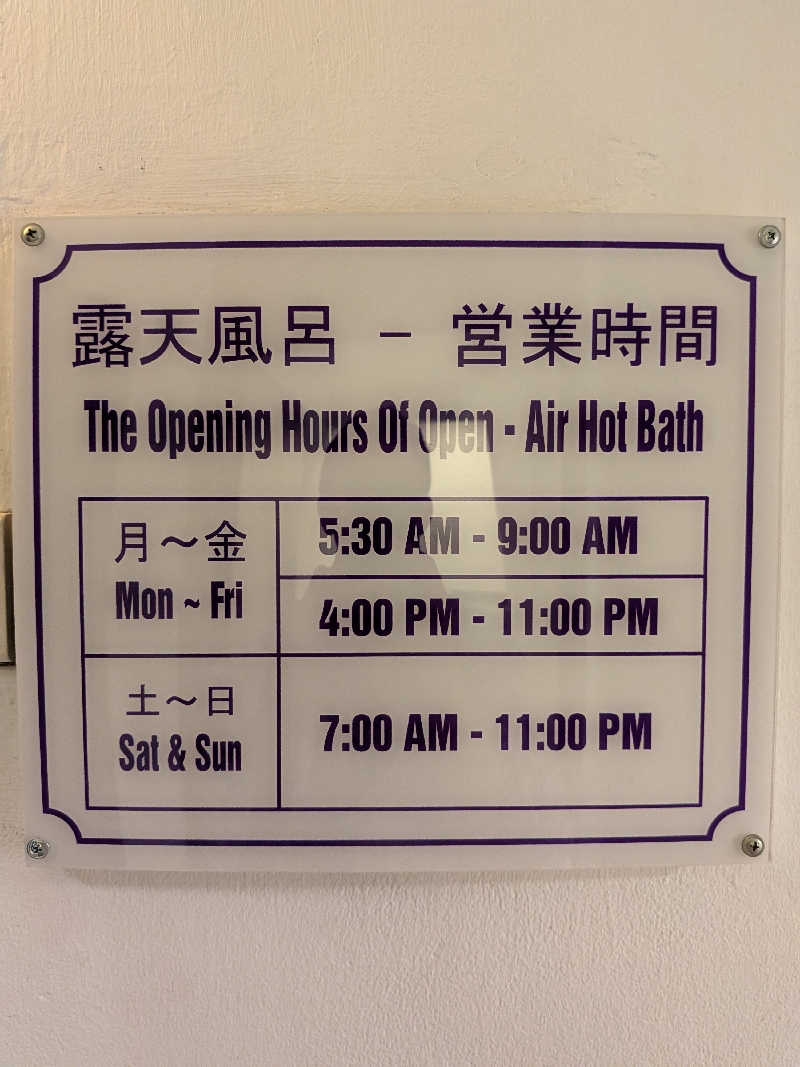 露天風呂 － 営業時間
The Opening Hours Of Open - Air Hot Bath
月～金
Mon ~ Fri
5:30 AM - 9:00 AM
4:00 PM - 11:00 PM
土～日
Sat & Sun
7:00 AM - 11:00 PM